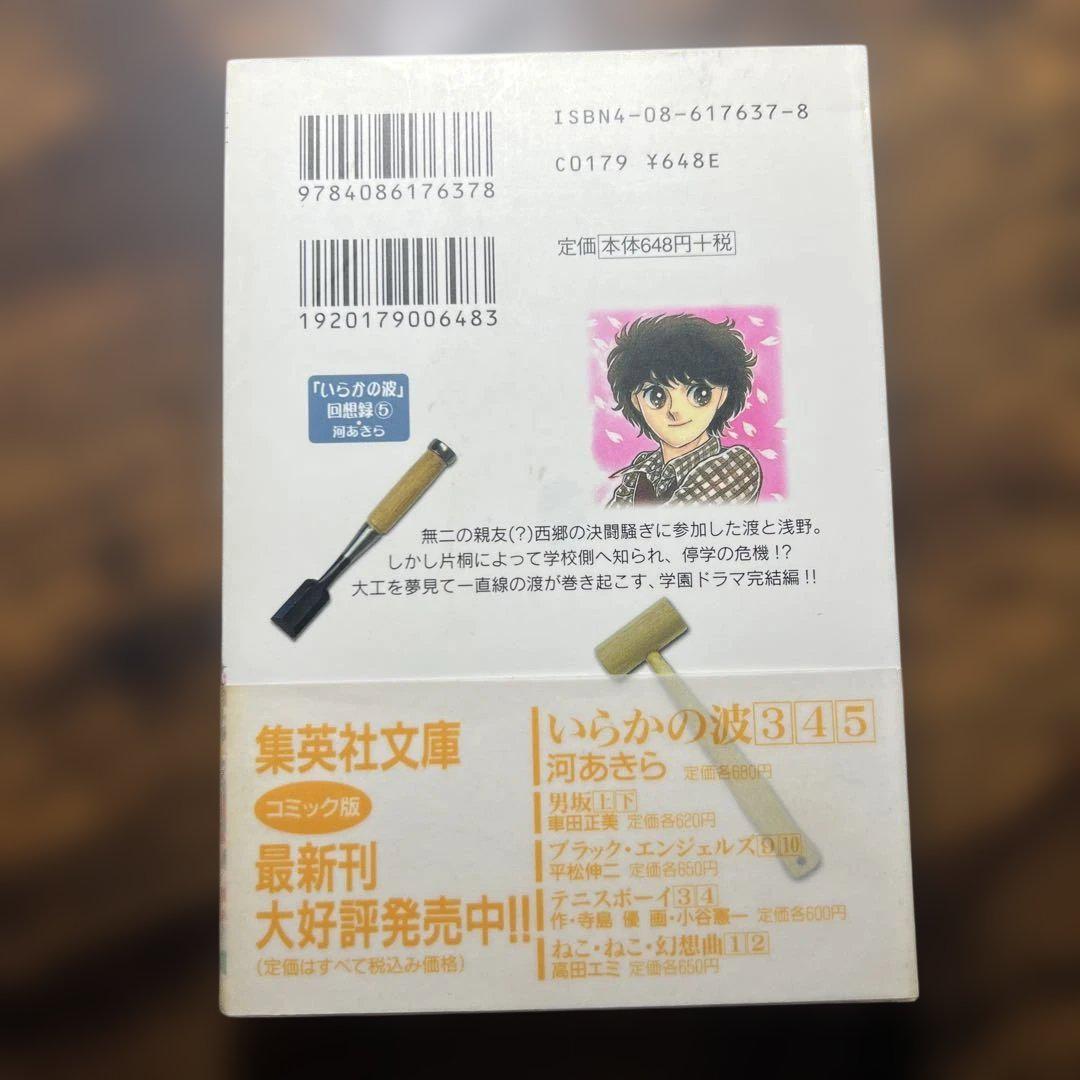 9784086176378
ISBN4-08-617637-8
C0179 ¥648E
1920179006483
定価本体648円+税
「いらかの波」
回想録⑤
河あきら
無二の親友(?)西郷の決闘騒ぎに参加した渡と浅野。
しかし片桐によって学校側へ知られ、停学の危機!?
大工を夢見て一直線の渡が巻き起こす、学園ドラマ完結編!!
集英社文庫
コミック版
最新刊
大好評発売中!!
(定価はすべて税込み価格)
いらかの波345
河あきら 定価各680円
男坂上下
車田正美 定価各620円
ブラック・エンジェルズ910
平松伸二 定価各650円
テニスボーイ34
作・寺島 優 画・小谷憲一 定価各600円
ねこ・ねこ・幻想曲12
高田エミ 定価各650円